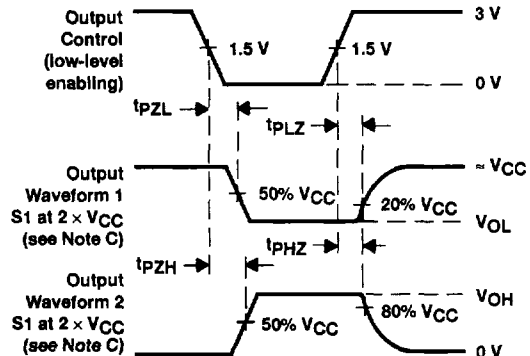 Output
Control
(low-level
enabling)
3 V
1.5 V
1.5 V
0 V
tPZL
tPLZ
Output
Waveform 1
S1 at 2 × VCC
(see Note C)
≈ VCC
50% VCC
20% VCC
VOL
tPZH
tPHZ
Output
Waveform 2
S1 at 2 × VCC
(see Note C)
VOH
50% VCC
80% VCC
0 V